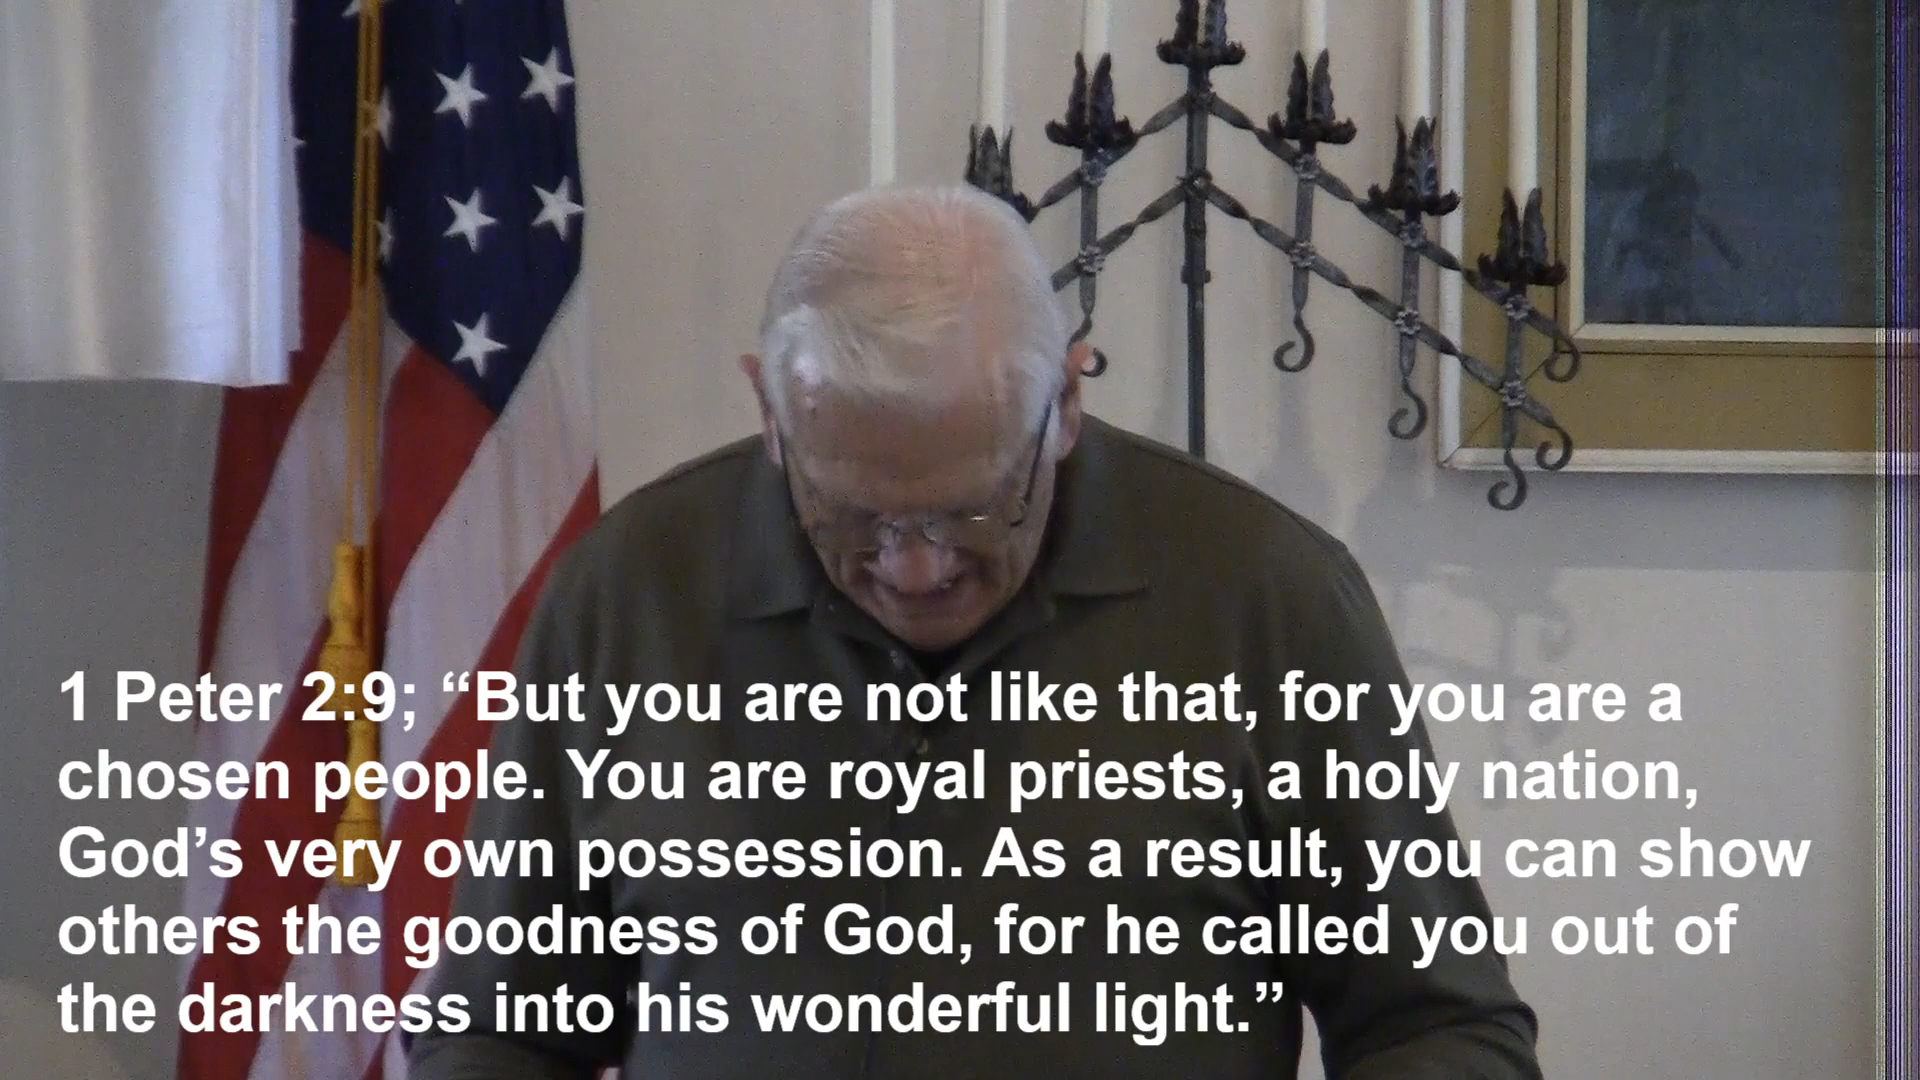 1 Peter 2:9; “But you are not like that, for you are a
chosen people. You are royal priests, a holy nation,
God’s very own possession. As a result, you can show
others the goodness of God, for he called you out of
the darkness into his wonderful light.”